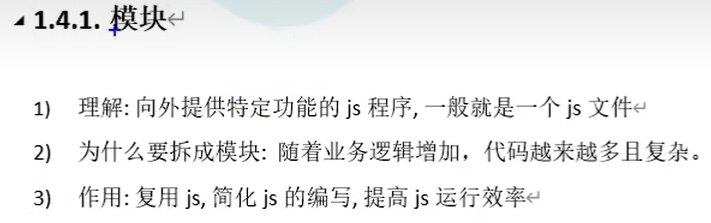 1.4.1. 模块
1) 理解: 向外提供特定功能的 js 程序, 一般就是一个 js 文件
2) 为什么要拆成模块: 随着业务逻辑增加，代码越来越多且复杂。
3) 作用: 复用 js, 简化 js 的编写, 提高 js 运行效率